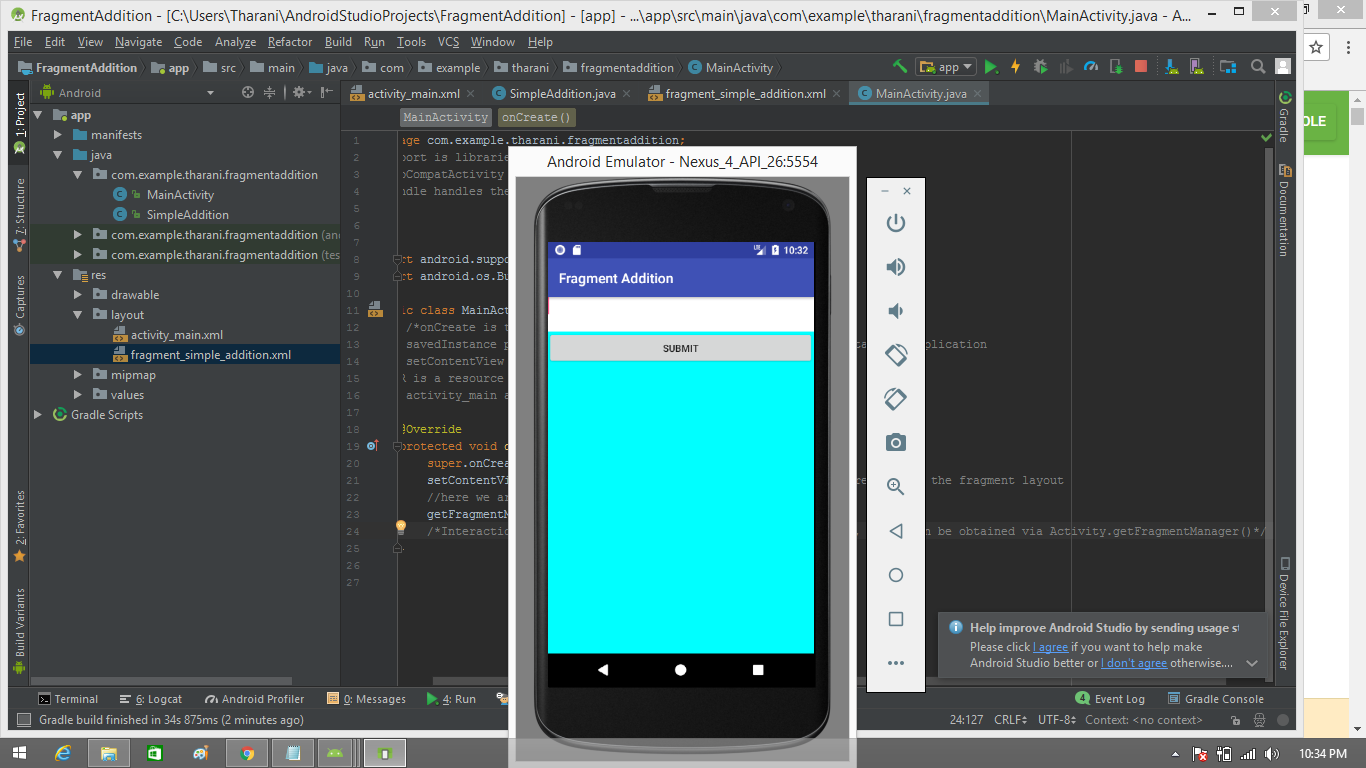 FragmentAddition - [C:\Users\Tharani\AndroidStudioProjects\FragmentAddition] - [app] - ...\app\src\main\java\com\example\tharani\fragmentaddition\MainActivity.java - A...
File Edit View Navigate Code Analyze Refactor Build Run Tools VCS Window Help
FragmentAddition app src main java com example tharani fragmentaddition MainActivity
app
Android
activity_main.xml SimpleAddition.java fragment_simple_addition.xml MainActivity.java
MainActivity onCreate()
1: Project
7: Structure
Captures
2: Favorites
Build Variants
app
manifests
java
com.example.tharani.fragmentaddition
MainActivity
SimpleAddition
com.example.tharani.fragmentaddition (an
com.example.tharani.fragmentaddition (tes
res
drawable
layout
activity_main.xml
fragment_simple_addition.xml
mipmap
values
Gradle Scripts
1 age com.example.tharani.fragmentaddition;
2 port is librarie
3 pCompatActivity
4 ndle handles the
5
8 rt android.suppo
9 rt android.os.Bu
10
11 ic class MainAct
12 /*onCreate is t
13 savedInstance p plication
14 setContentView
15 R is a resource
16 activity_main a
17
18 @Override
19 protected void o
20 super.onCrea
21 setContentVi the fragment layout
22 //here we ar
23 getFragmentM
24 /*Interactio n be obtained via Activity.getFragmentManager()*/
25
26
27
Android Emulator - Nexus_4_API_26:5554
10:32
Fragment Addition
SUBMIT
DLE
Gradle
Documentation
Device File Explorer
Help improve Android Studio by sending usage st
Please click I agree if you want to help make
Android Studio better or I don't agree otherwise....
Terminal 6: Logcat Android Profiler 0: Messages 4: Run 4 Event Log Gradle Console
Gradle build finished in 34s 875ms (2 minutes ago) 24:127 CRLF UTF-8 Context: <no context>
10:34 PM